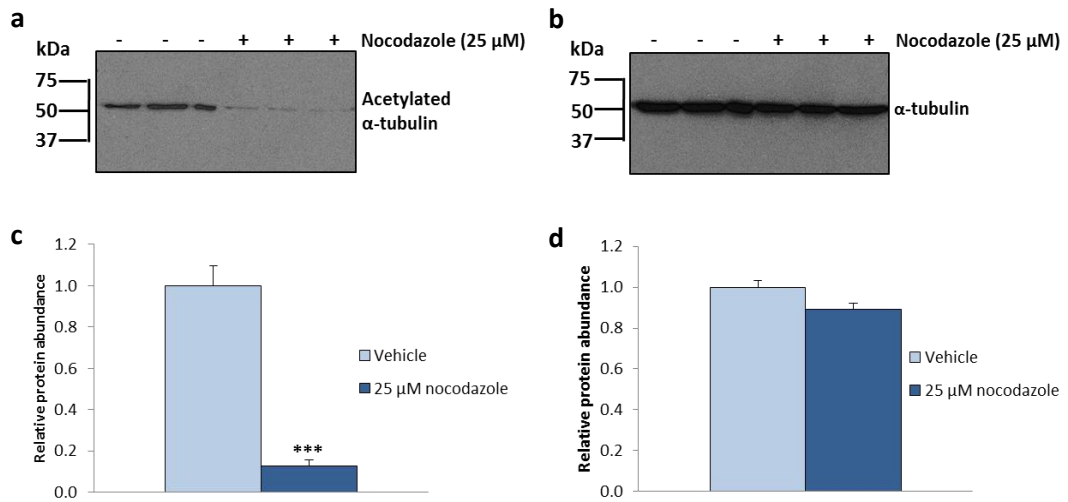 a
kDa
- - - + + + Nocodazole (25 µM)
75
50
37
Acetylated
α-tubulin
b
kDa
- - - + + + Nocodazole (25 µM)
75
50
37
α-tubulin
c
Relative protein abundance
1.2
1.0
0.8
0.6
0.4
0.2
0.0
***
Vehicle
25 µM nocodazole
d
Relative protein abundance
1.2
1.0
0.8
0.6
0.4
0.2
0.0
Vehicle
25 µM nocodazole